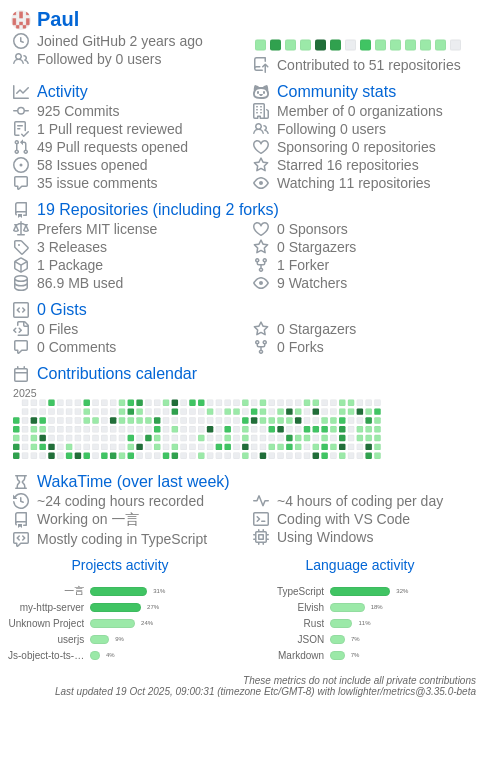 Paul
Joined GitHub 2 years ago
Followed by 0 users
Contributed to 51 repositories
Activity
925 Commits
1 Pull request reviewed
49 Pull requests opened
58 Issues opened
35 issue comments
Community stats
Member of 0 organizations
Following 0 users
Sponsoring 0 repositories
Starred 16 repositories
Watching 11 repositories
19 Repositories (including 2 forks)
Prefers MIT license
3 Releases
1 Package
86.9 MB used
0 Sponsors
0 Stargazers
1 Forker
9 Watchers
0 Gists
0 Files
0 Comments
0 Stargazers
0 Forks
Contributions calendar
2025
WakaTime (over last week)
~24 coding hours recorded
Working on 一言
Mostly coding in TypeScript
~4 hours of coding per day
Coding with VS Code
Using Windows
Projects activity
一言 31%
my-http-server 27%
Unknown Project 24%
userjs 9%
Js-object-to-ts-… 4%
Language activity
TypeScript 32%
Elvish 18%
Rust 11%
JSON 7%
Markdown 7%
These metrics do not include all private contributions
Last updated 19 Oct 2025, 09:00:31 (timezone Etc/GMT-8) with lowlighter/metrics@3.35.0-beta